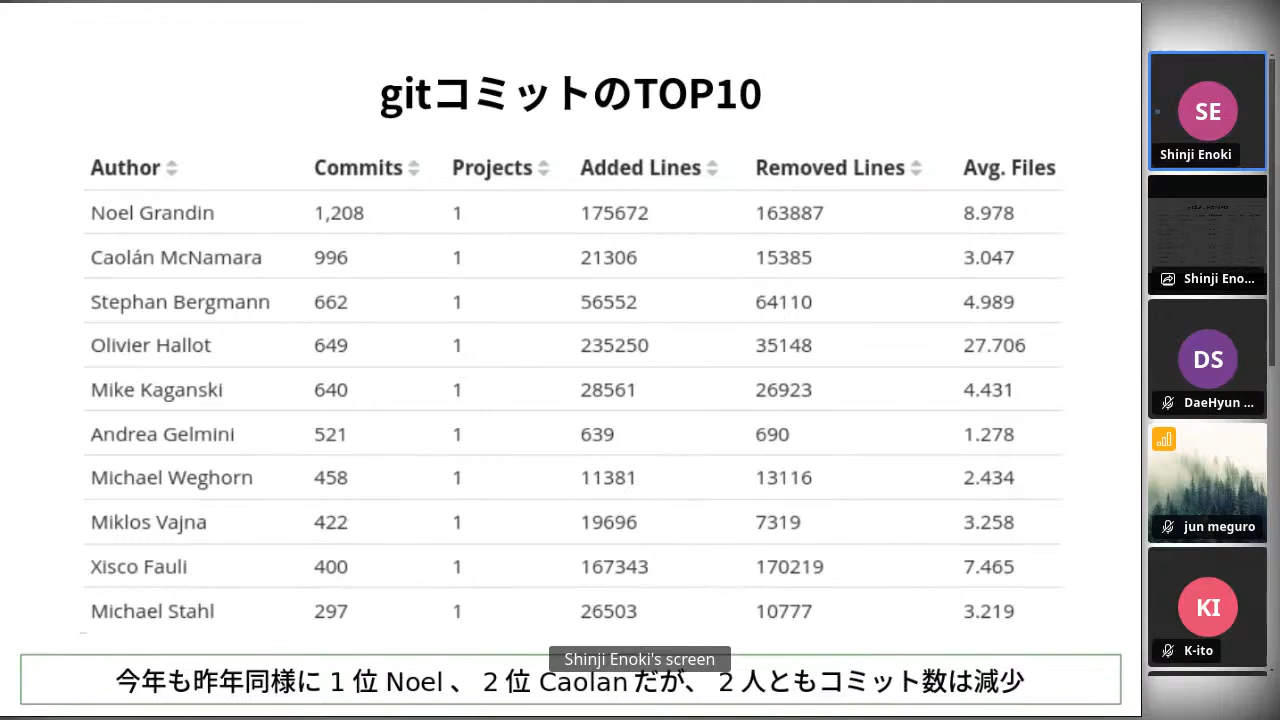 gitコミットのTOP10
Author Commits Projects Added Lines Removed Lines Avg. Files
Noel Grandin 1,208 1 175672 163887 8.978
Caolán McNamara 996 1 21306 15385 3.047
Stephan Bergmann 662 1 56552 64110 4.989
Olivier Hallot 649 1 235250 35148 27.706
Mike Kaganski 640 1 28561 26923 4.431
Andrea Gelmini 521 1 639 690 1.278
Michael Weghorn 458 1 11381 13116 2.434
Miklos Vajna 422 1 19696 7319 3.258
Xisco Fauli 400 1 167343 170219 7.465
Michael Stahl 297 1 26503 10777 3.219
Shinji Enoki's screen
今年も昨年同様に 1 位 Noel 、 2 位 Caolan だが、 2 人ともコミット数は減少
SE
Shinji Enoki
Shinji Eno...
DS
DaeHyun ...
jun meguro
KI
K-ito